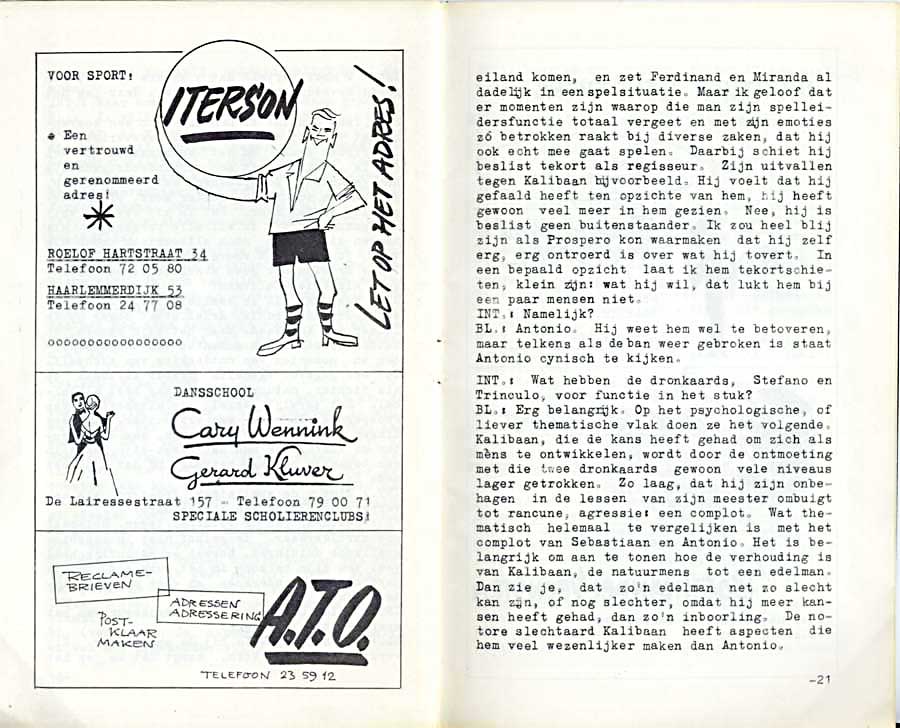 VOOR SPORT:
ITERSON
LET OP HET ADRES!
Een
vertrouwd
en
gerenommeerd
adres!
ROELOF HARTSTRAAT 34
Telefoon 72 05 80
HAARLEMMERDIJK 53
Telefoon 24 77 08
oooooooooooooooooo
DANSSCHOOL
Cary Wennink
Gerard Kluver
De Lairessestraat 157 - Telefoon 79 00 71
SPECIALE SCHOLIERENCLUBS!
RECLAME-
BRIEVEN
ADRESSEN
ADRESSERING
POST-
KLAAR
MAKEN
A.T.O.
TELEFOON 23 59 12
eiland komen, en zet Ferdinand en Miranda al
dadelijk in een spelsituatie. Maar ik geloof dat
er momenten zijn waarop die man zijn spellei-
dersfunctie totaal vergeet en met zijn emoties
zó betrokken raakt bij diverse zaken, dat hij
ook echt mee gaat spelen. Daarbij schiet hij
beslist tekort als regisseur. Zijn uitvallen
tegen Kalibaan bijvoorbeeld. Hij voelt dat hij
gefaald heeft ten opzichte van hem, hij heeft
gewoon veel meer in hem gezien. Nee, hij is
beslist geen buitenstaander. Ik zou heel blij
zijn als Prospero kon waarmaken dat hij zelf
erg, erg ontroerd is over wat hij tovert. In
een bepaald opzicht laat ik hem tekortschie-
ten, klein zijn: wat hij wil, dat lukt hem bij
een paar mensen niet.
INT.: Namelijk?
BL.: Antonio. Hij weet hem wel te betoveren,
maar telkens als de ban weer gebroken is staat
Antonio cynisch te kijken.
INT.: Wat hebben de dronkaards, Stefano en
Trinculo, voor functie in het stuk?
BL.: Erg belangrijk. Op het psychologische, of
liever thematische vlak doen ze het volgende.
Kalibaan, die de kans heeft gehad om zich als
mèns te ontwikkelen, wordt door de ontmoeting
met die twee dronkaards gewoon vele niveaus
lager getrokken. Zo laag, dat hij zijn onbe-
hagen in de lessen van zijn meester ombuigt
tot rancune, agressie: een complot. Wat the-
matisch helemaal te vergelijken is met het
complot van Sebastiaan en Antonio. Het is be-
langrijk om aan te tonen hoe de verhouding is
van Kalibaan, de natuurmens tot een edelman.
Dan zie je, dat zo'n edelman net zo slecht
kan zijn, of nog slechter, omdat hij meer kan-
sen heeft gehad, dan zo'n inboorling. De no-
tore slechtaard Kalibaan heeft aspecten die
hem veel wezenlijker maken dan Antonio.
-21